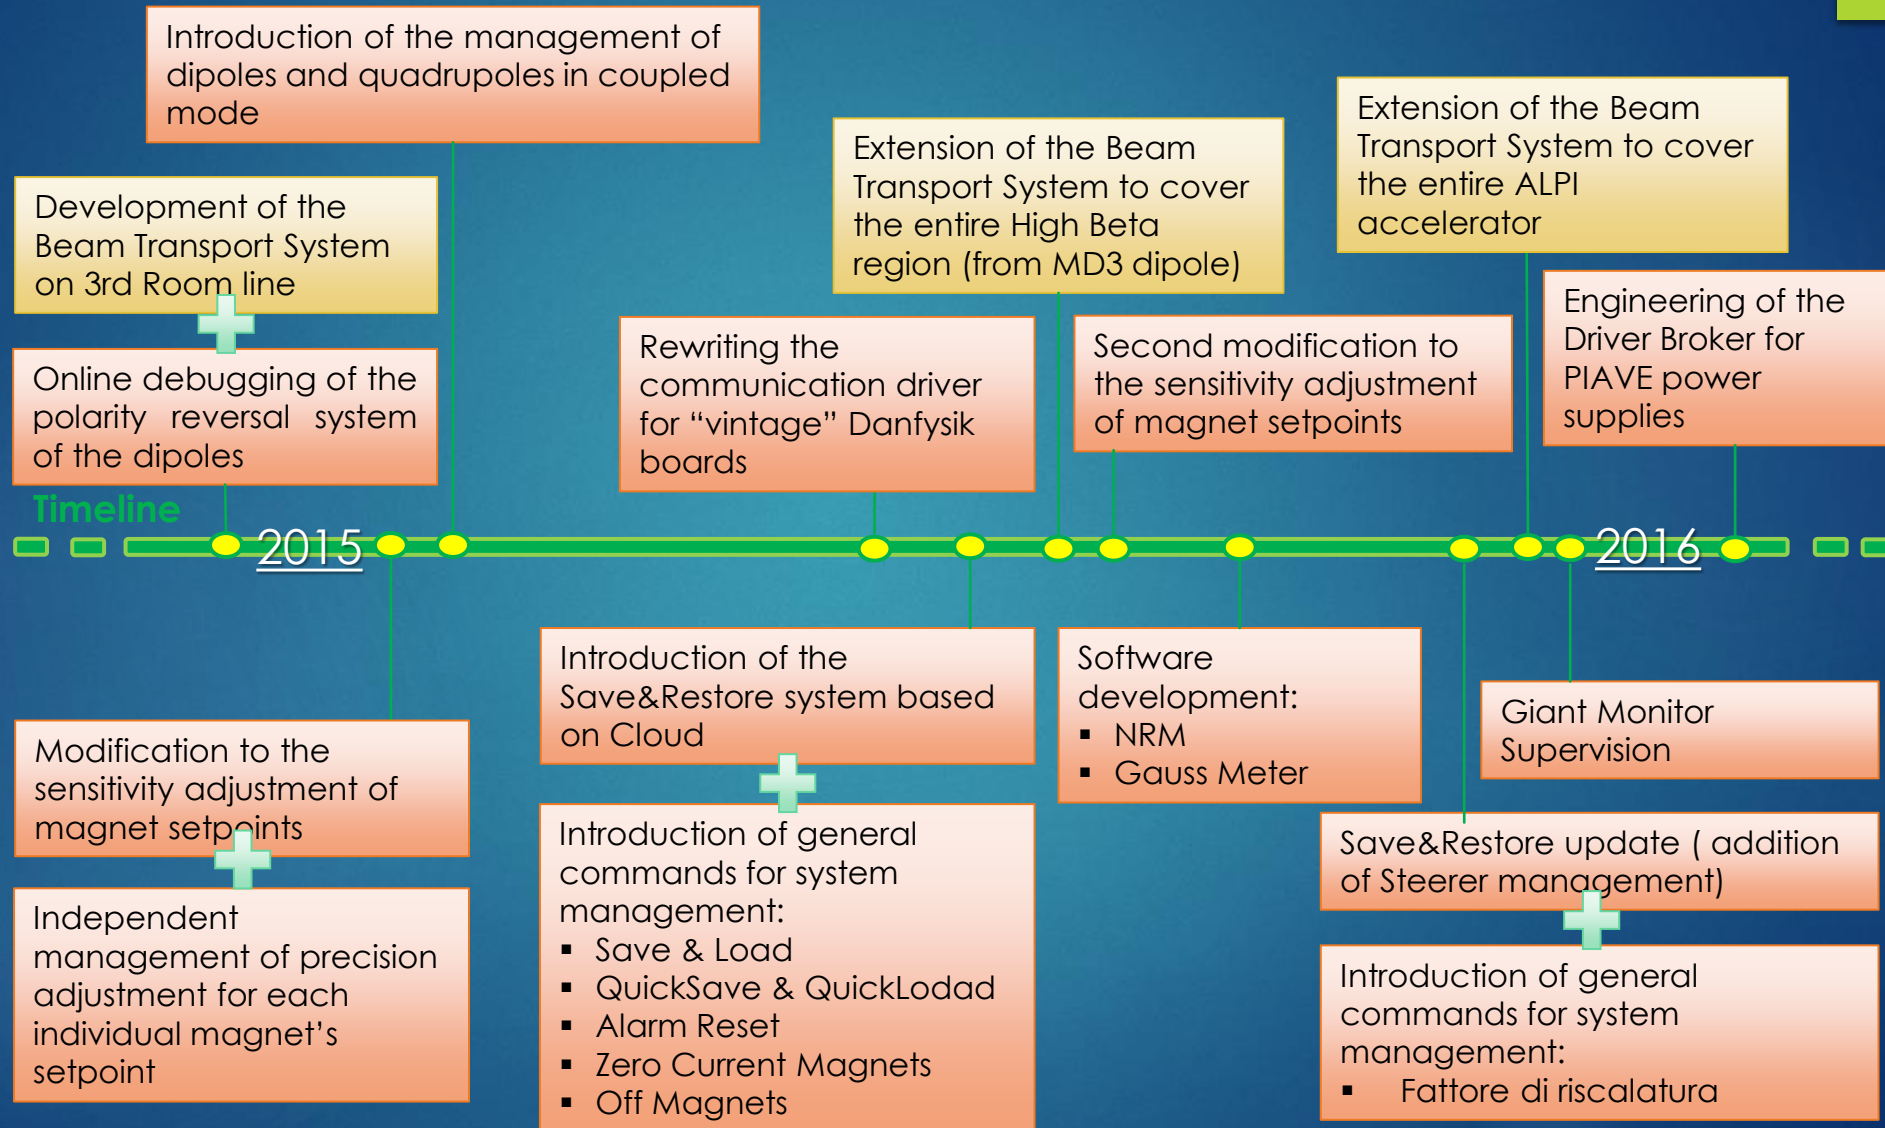 Introduction of the management of
dipoles and quadrupoles in coupled
mode
Development of the
Beam Transport System
on 3rd Room line
Online debugging of the
polarity reversal system
of the dipoles
Extension of the Beam
Transport System to cover
the entire High Beta
region (from MD3 dipole)
Extension of the Beam
Transport System to cover
the entire ALPI
accelerator
Rewriting the
communication driver
for “vintage” Danfysik
boards
Second modification to
the sensitivity adjustment
of magnet setpoints
Engineering of the
Driver Broker for
PIAVE power
supplies
Timeline
2015
2016
Modification to the
sensitivity adjustment of
magnet setpoints
Independent
management of precision
adjustment for each
individual magnet’s
setpoint
Introduction of the
Save&Restore system based
on Cloud
Introduction of general
commands for system
management:
▪ Save & Load
▪ QuickSave & QuickLodad
▪ Alarm Reset
▪ Zero Current Magnets
▪ Off Magnets
Software
development:
▪ NRM
▪ Gauss Meter
Giant Monitor
Supervision
Save&Restore update ( addition
of Steerer management)
Introduction of general
commands for system
management:
▪ Fattore di riscalatura